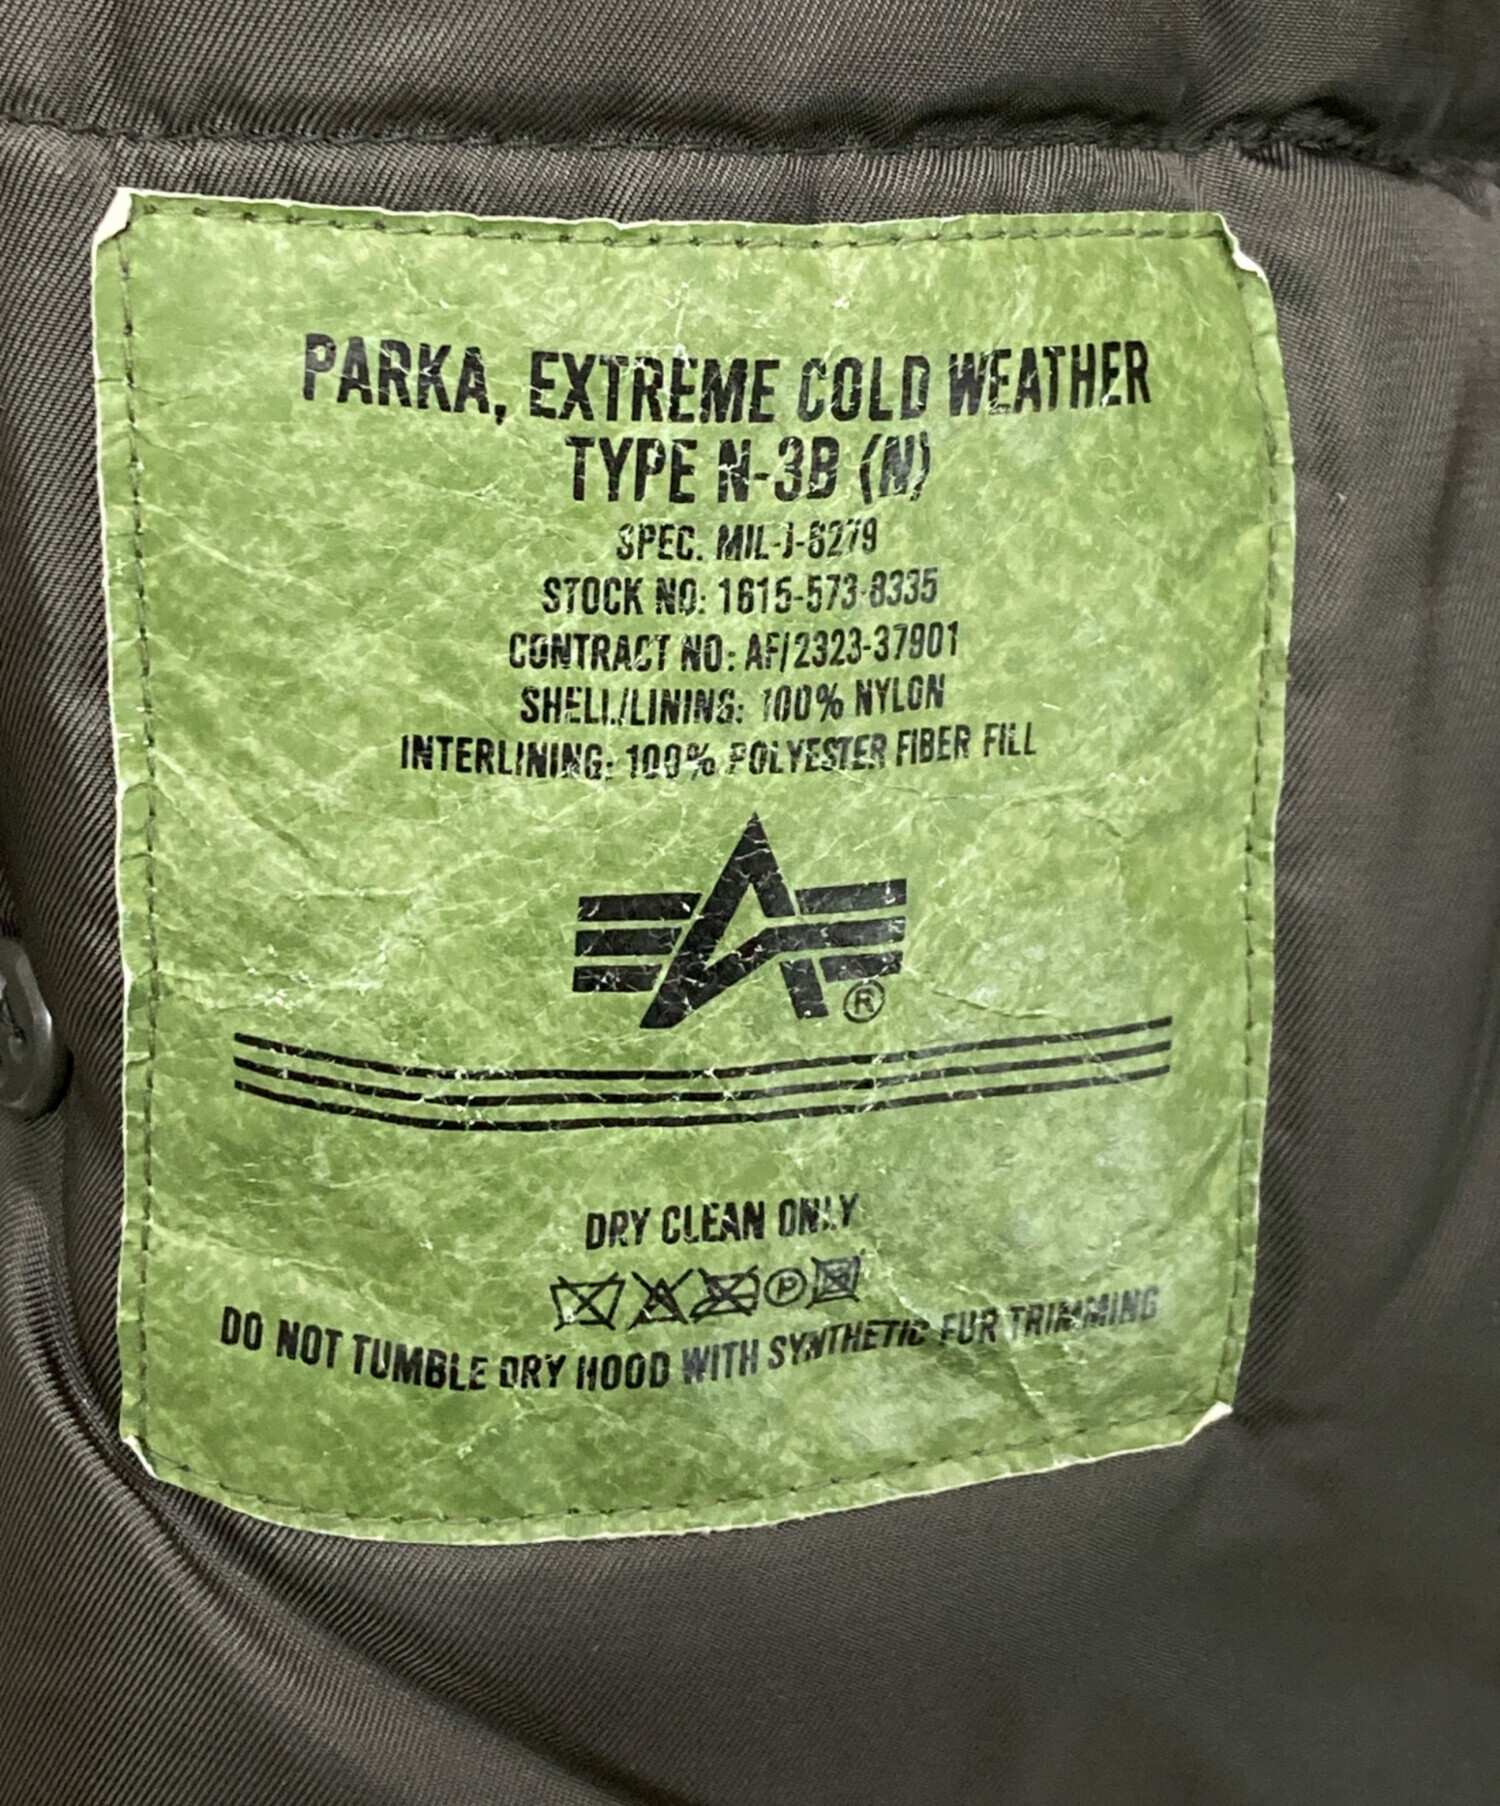 PARKA, EXTREME COLD WEATHER
TYPE N-3B (N)
SPEC. MIL-J-6279
STOCK NO: 1615-573-8335
CONTRACT NO: AF/2323-37901
SHELL/LINING: 100% NYLON
INTERLINING: 100% POLYESTER FIBER FILL
®
DRY CLEAN ONLY
P
DO NOT TUMBLE DRY HOOD WITH SYNTHETIC FUR TRIMMING